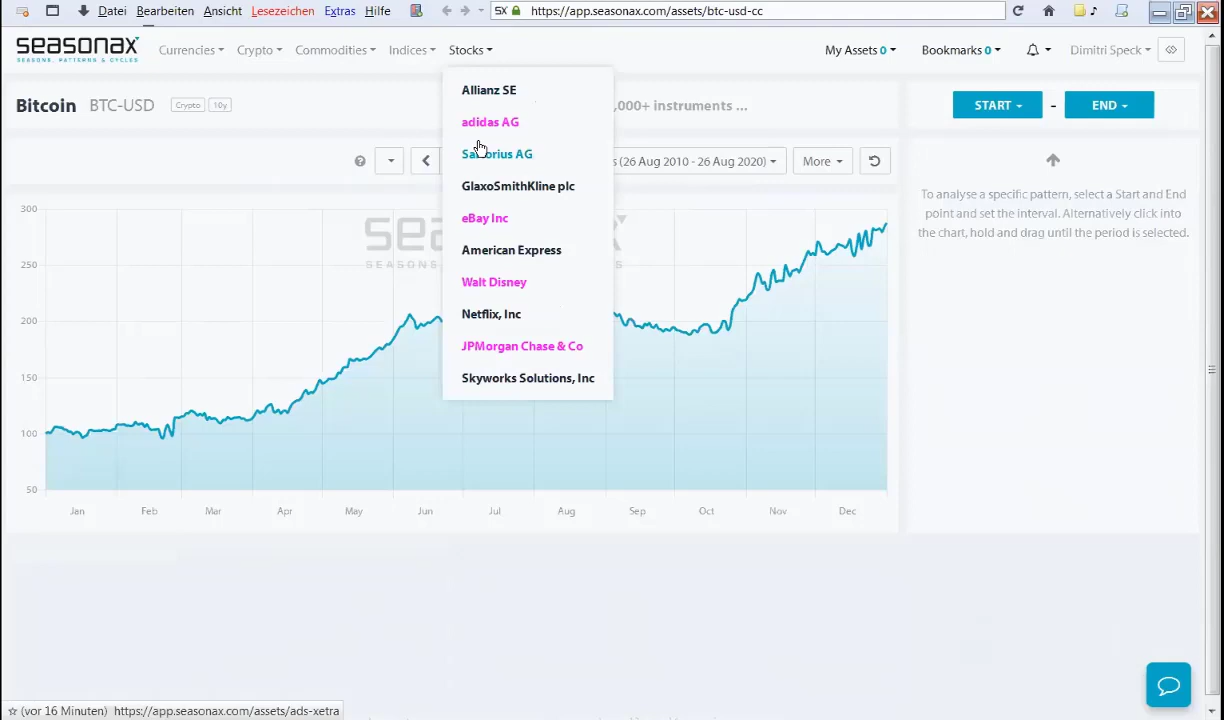 Datei Bearbeiten Ansicht Lesezeichen Extras Hilfe https://app.seasonax.com/assets/btc-usd-cc
seasonax Currencies Crypto Commodities Indices Stocks My Assets 0 Bookmarks 0 Dimitri Speck
SEASONS, PATTERNS & CYCLES
Bitcoin BTC-USD Crypto 10y ,000+ instruments ... START - END
Allianz SE
adidas AG
Sartorius AG
GlaxoSmithKline plc
eBay Inc
American Express
Walt Disney
Netflix, Inc
JPMorgan Chase & Co
Skyworks Solutions, Inc
(26 Aug 2010 - 26 Aug 2020) More
To analyse a specific pattern, select a Start and End
point and set the interval. Alternatively click into
the chart, hold and drag until the period is selected.
300
250
200
150
100
50
Jan Feb Mar Apr May Jun Jul Aug Sep Oct Nov Dec
(vor 16 Minuten) https://app.seasonax.com/assets/ads-xetra